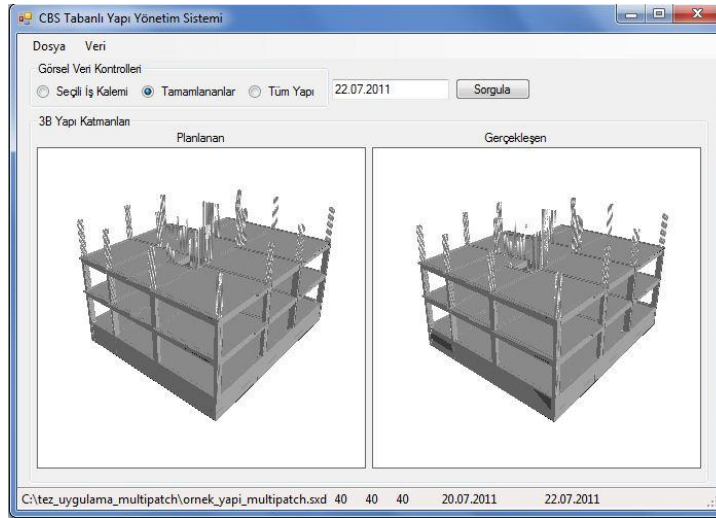 CBS Tabanlı Yapı Yönetim Sistemi
Dosya Veri
Görsel Veri Kontrolleri
Seçili İş Kalemi Tamamlananlar Tüm Yapı 22.07.2011 Sorgula
3B Yapı Katmanları
Planlanan Gerçekleşen
C:\tez_uygulama_multipatch\ornek_yapi_multipatch.sxd 40 40 40 20.07.2011 22.07.2011